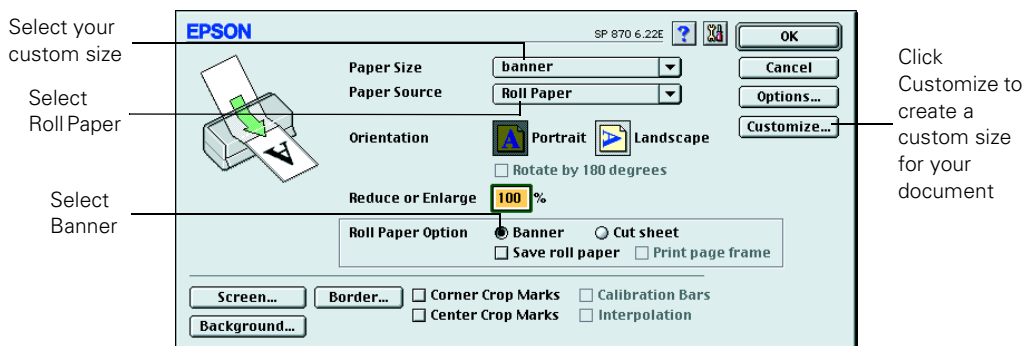 Select your
custom size
Select
Roll Paper
Select
Banner
EPSON
SP 870 6.22E
?
OK
Paper Size
banner
Cancel
Paper Source
Roll Paper
Options...
Customize...
Orientation
A
Portrait
A
Landscape
Rotate by 180 degrees
Reduce or Enlarge
100 %
Roll Paper Option
Banner
Cut sheet
Save roll paper
Print page frame
A
Screen...
Border...
Corner Crop Marks
Calibration Bars
Background...
Center Crop Marks
Interpolation
Click
Customize to
create a
custom size
for your
document